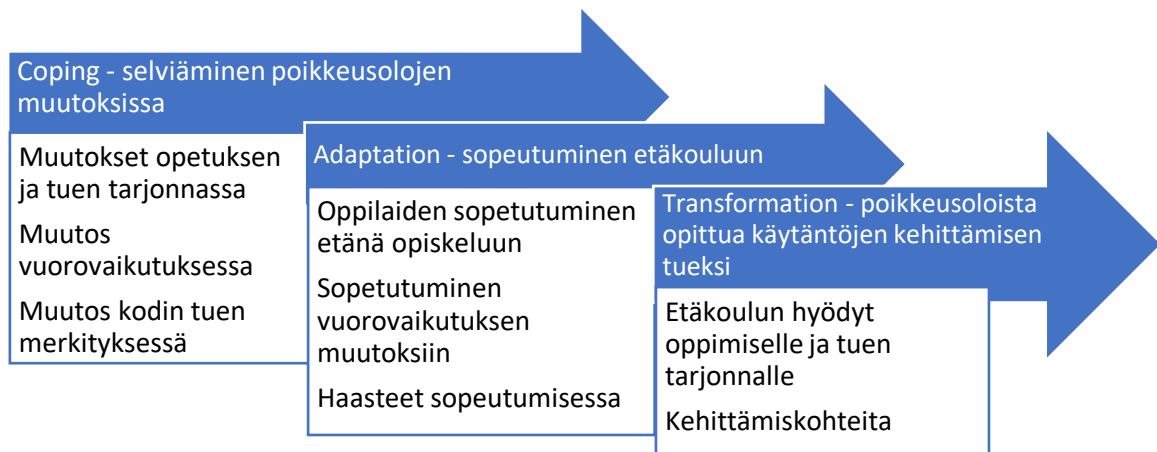 Coping - selviäminen poikkeusolojen
muutoksissa
Muutokset opetuksen
ja tuen tarjonnassa
Muutos
vuorovaikutuksessa
Muutos kodin tuen
merkityksessä
Adaptation - sopeutuminen etäkouluun
Oppilaiden sopetutuminen
etänä opiskeluun
Sopetutuminen
vuorovaikutuksen
muutoksiin
Haasteet sopeutumisessa
Transformation - poikkeusoloista
opittua käytäntöjen kehittämisen
tueksi
Etäkoulun hyödyt
oppimiselle ja tuen
tarjonnalle
Kehittämiskohteita